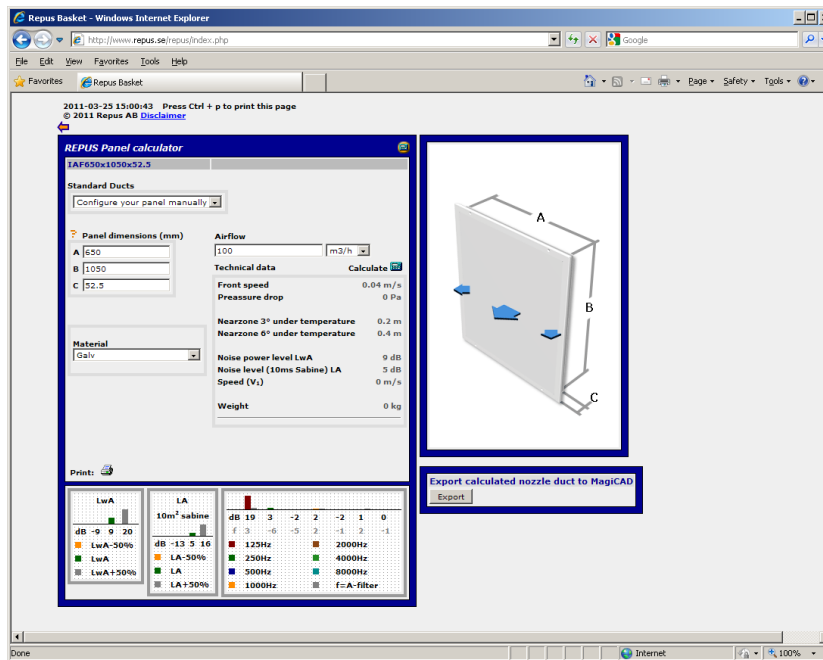 Repus Basket - Windows Internet Explorer
http://www.repus.se/repus/index.php
Google
File Edit View Favorites Tools Help
Favorites Repus Basket
Page Safety Tools
2011-03-25 15:00:43 Press Ctrl + p to print this page
© 2011 Repus AB Disclaimer
REPUS Panel calculator
IAF650x1050x52.5
Standard Ducts
Configure your panel manually
? Panel dimensions (mm)
A 650
B 1050
C 52.5
Material
Galv
Airflow
100 m3/h
Technical data Calculate
Front speed 0.04 m/s
Preassure drop 0 Pa
Nearzone 3° under temperature 0.2 m
Nearzone 6° under temperature 0.4 m
Noise power level LwA 9 dB
Noise level (10ms Sabine) LA 5 dB
Speed (V₁) 0 m/s
Weight 0 kg
Print:
A
B
C
Export calculated nozzle duct to MagiCAD
Export
LwA
dB -9 9 20
LwA-50%
LwA
LwA+50%
LA
10m² sabine
dB -13 5 16
LA-50%
LA
LA+50%
dB 19 3 -2 2 -2 1 0
f 3 -6 -5 2 -1 2 -1
125Hz 2000Hz
250Hz 4000Hz
500Hz 8000Hz
1000Hz f=A-filter
Done Internet 100%